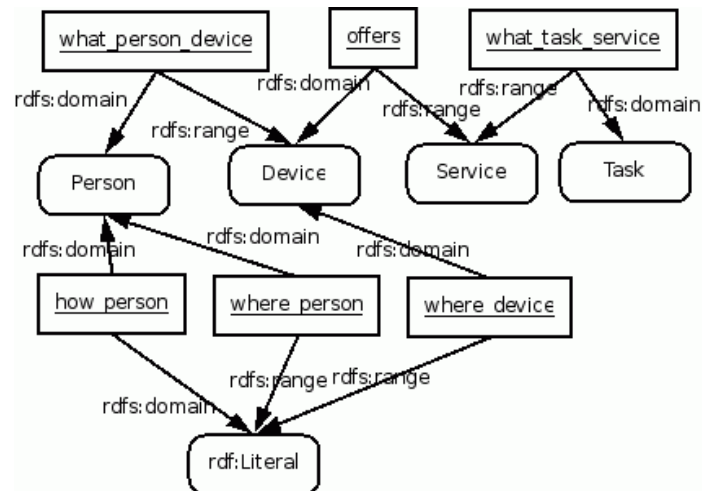 what_person_device
offers
what_task_service
rdfs:domain
rdfs:range
rdfs:domain
rdfs:range
rdfs:range
rdfs:domain
Person
Device
Service
Task
rdfs:domain
rdfs:domain
rdfs:domain
how_person
where_person
where_device
rdfs:domain
rdfs:range
rdfs:range
rdf:Literal